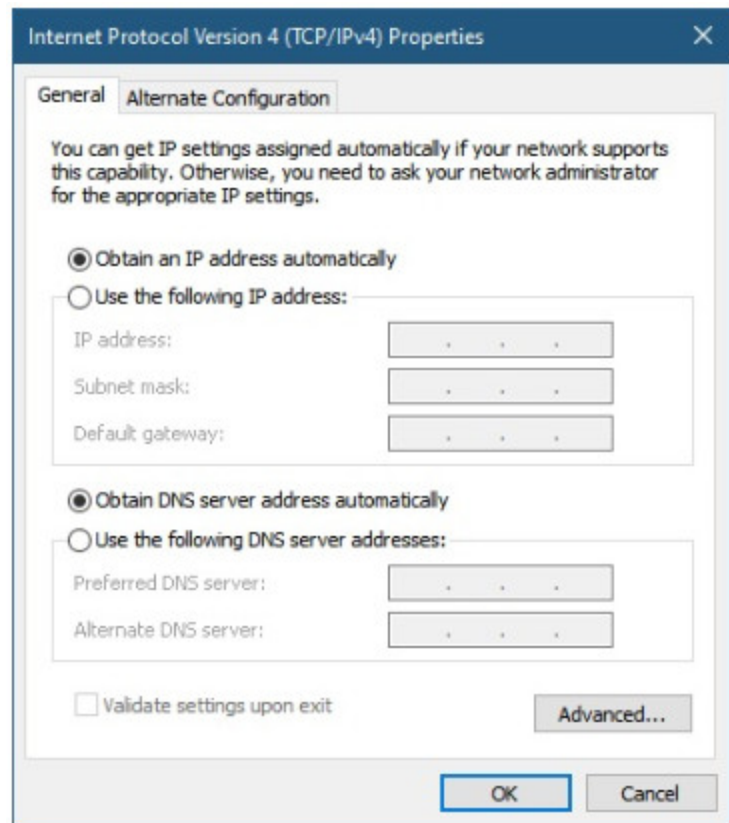 Internet Protocol Version 4 (TCP/IPv4) Properties
General
Alternate Configuration
You can get IP settings assigned automatically if your network supports
this capability. Otherwise, you need to ask your network administrator
for the appropriate IP settings.
Obtain an IP address automatically
Use the following IP address:
IP address:
Subnet mask:
Default gateway:
Obtain DNS server address automatically
Use the following DNS server addresses:
Preferred DNS server:
Alternate DNS server:
Validate settings upon exit
Advanced...
OK
Cancel